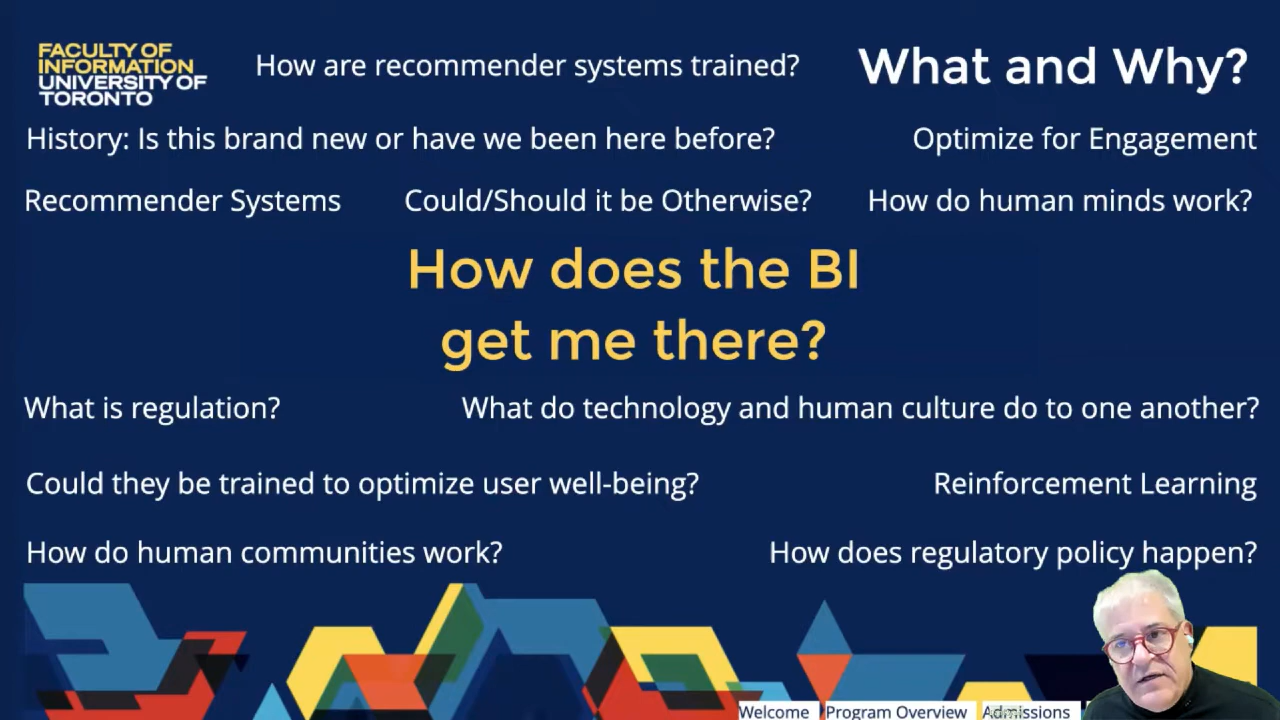 FACULTY OF
INFORMATION
UNIVERSITY OF
TORONTO
How are recommender systems trained?
What and Why?
History: Is this brand new or have we been here before?
Optimize for Engagement
Recommender Systems
Could/Should it be Otherwise?
How do human minds work?
How does the BI
get me there?
What is regulation?
What do technology and human culture do to one another?
Could they be trained to optimize user well-being?
Reinforcement Learning
How do human communities work?
How does regulatory policy happen?
Welcome
Program Overview
Admissions